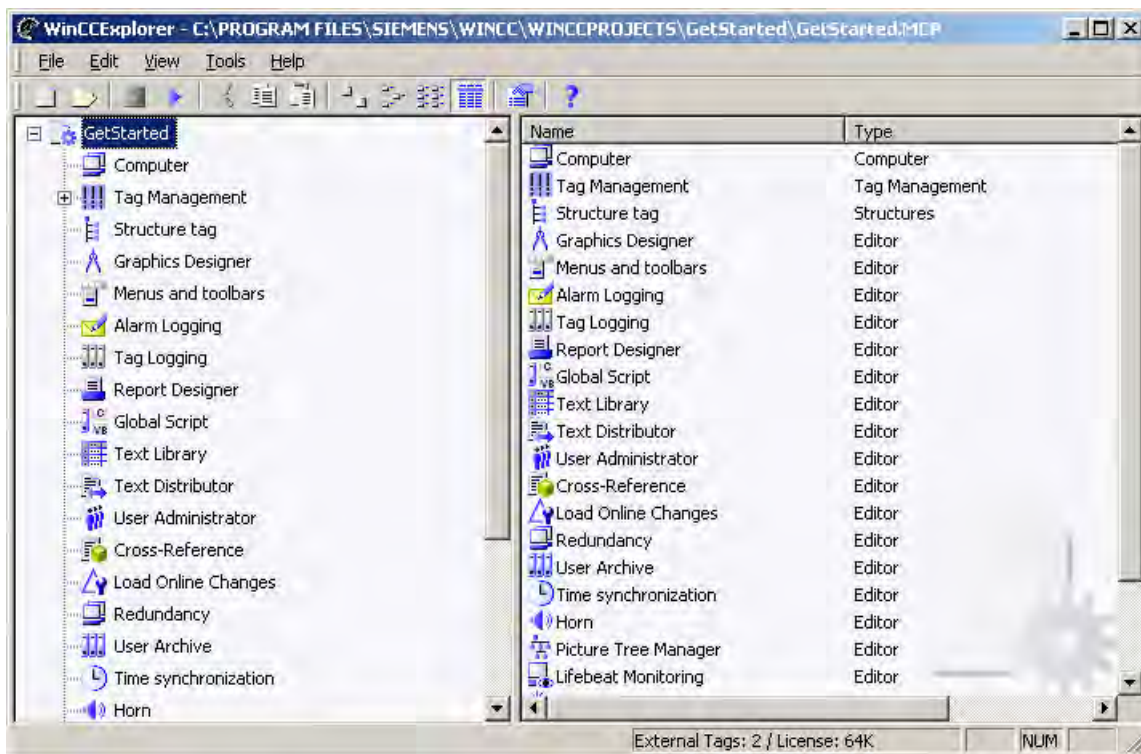 WinCCExplorer - C:\PROGRAM FILES\SIEMENS\WINCC\WINCCPROJECTS\GetStarted\GetStarted.MCP
File Edit View Tools Help
GetStarted
Computer
Tag Management
Structure tag
Graphics Designer
Menus and toolbars
Alarm Logging
Tag Logging
Report Designer
Global Script
Text Library
Text Distributor
User Administrator
Cross-Reference
Load Online Changes
Redundancy
User Archive
Time synchronization
Horn
Name Type
Computer Computer
Tag Management Tag Management
Structure tag Structures
Graphics Designer Editor
Menus and toolbars Editor
Alarm Logging Editor
Tag Logging Editor
Report Designer Editor
Global Script Editor
Text Library Editor
Text Distributor Editor
User Administrator Editor
Cross-Reference Editor
Load Online Changes Editor
Redundancy Editor
User Archive Editor
Time synchronization Editor
Horn Editor
Picture Tree Manager Editor
Lifebeat Monitoring Editor
External Tags: 2 / License: 64K NUM